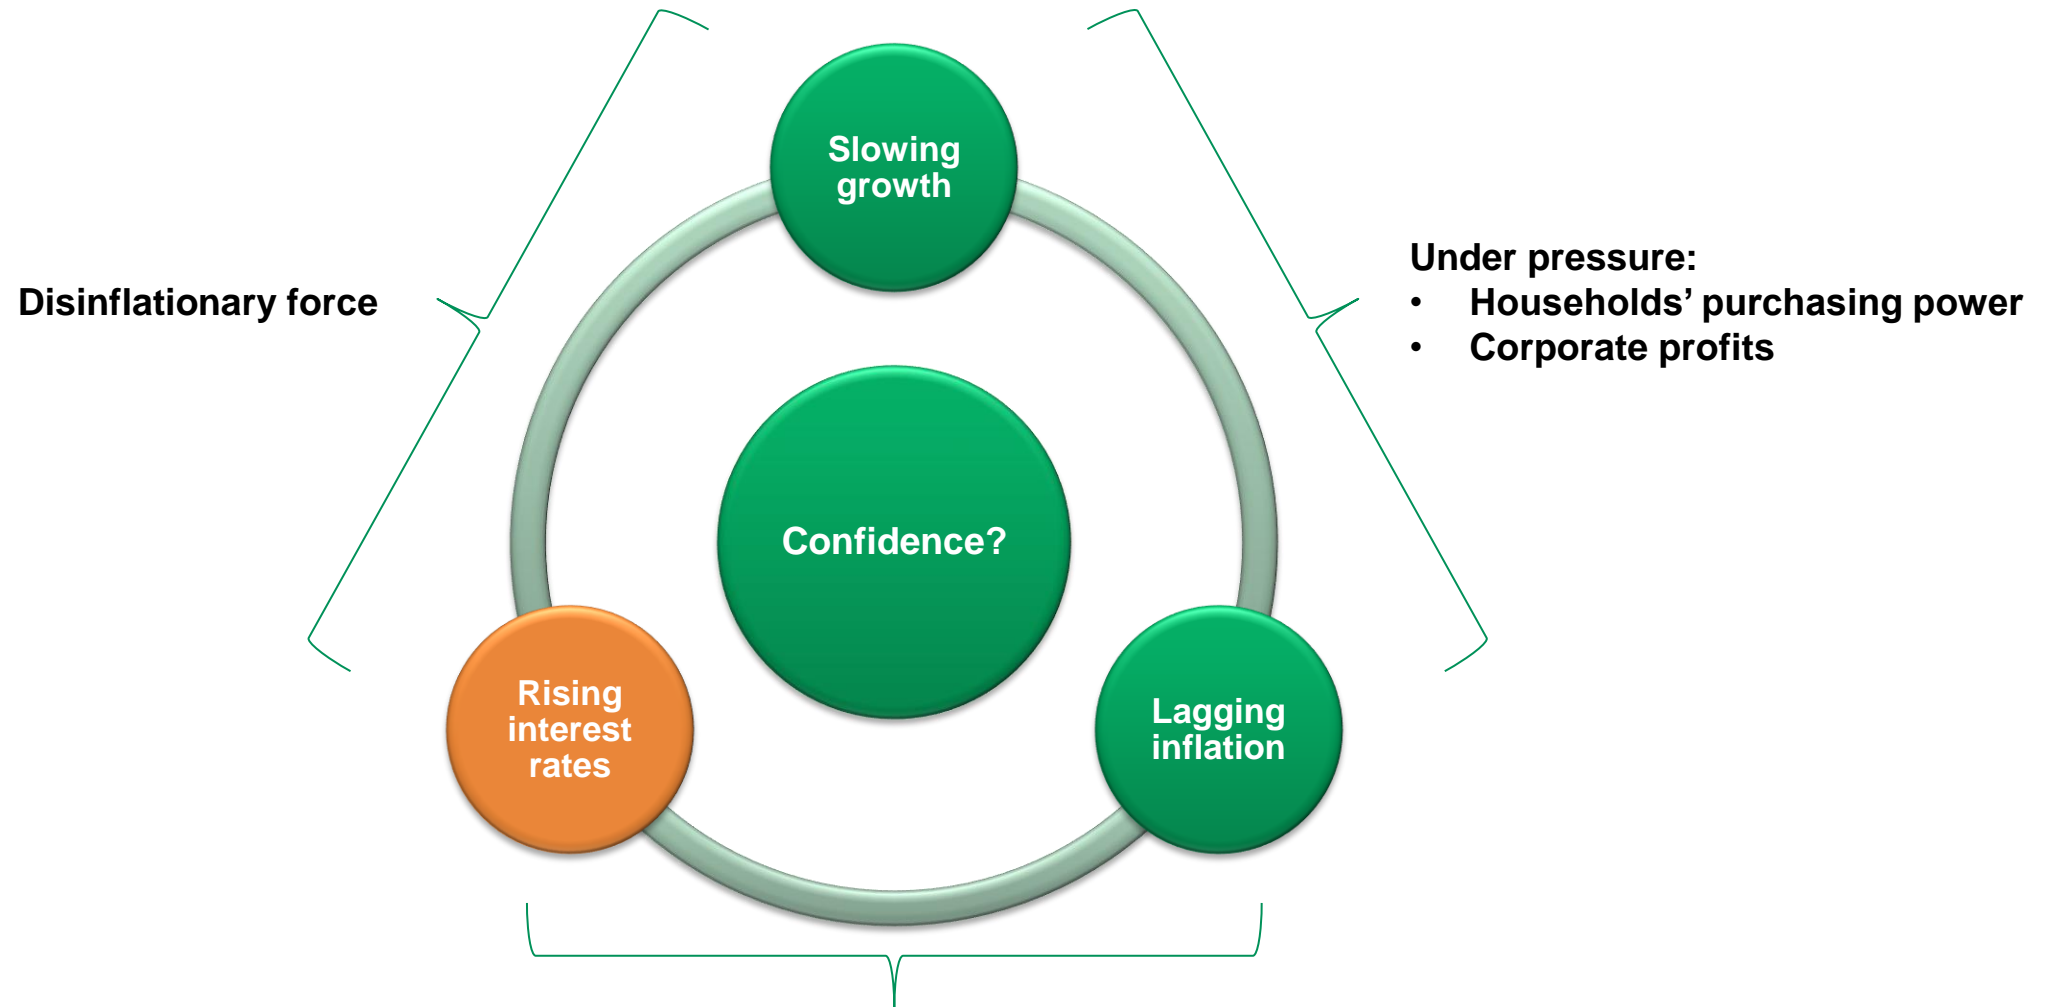 Slowing
growth
Disinflationary force
Under pressure:
• Households’ purchasing power
• Corporate profits
Confidence?
Rising
interest
rates
Lagging
inflation